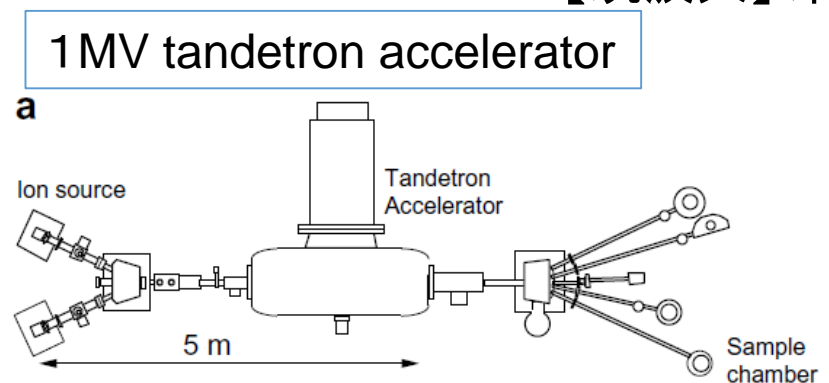 1MV tandetron accelerator
a
Ion source
Tandetron
Accelerator
5 m
Sample
chamber